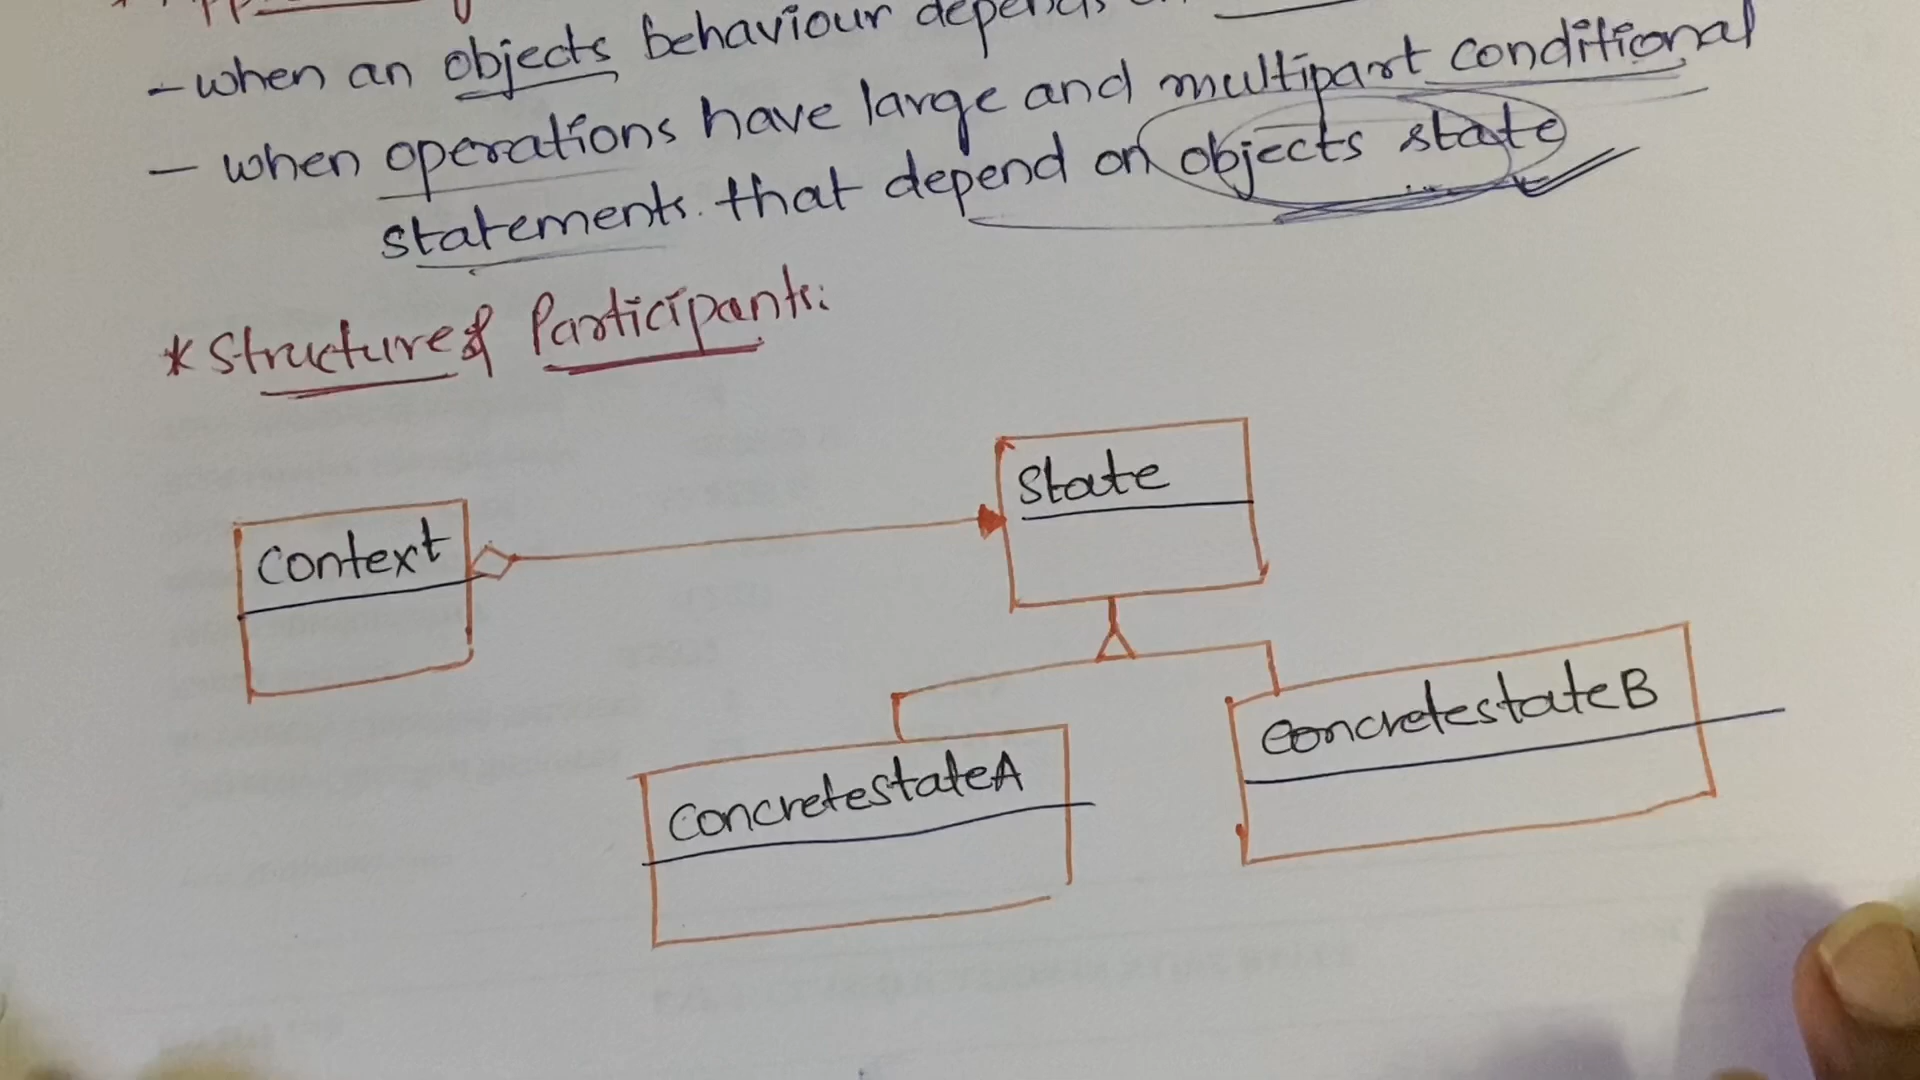 - when an objects behaviour depends
- when operations have large and multipart conditional
statements. that depend on objects state
* Structure & Participants:
State
Context
ConcretestateB
ConcretestateA